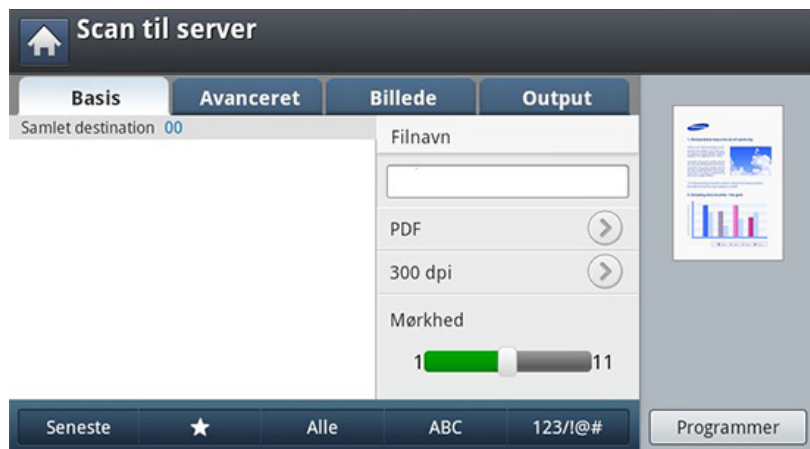 Scan til server
Basis
Avanceret
Billede
Output
Samlet destination 00
Filnavn
PDF
300 dpi
Mørkhed
1
11
Seneste
Alle
ABC
123/!@#
Programmer